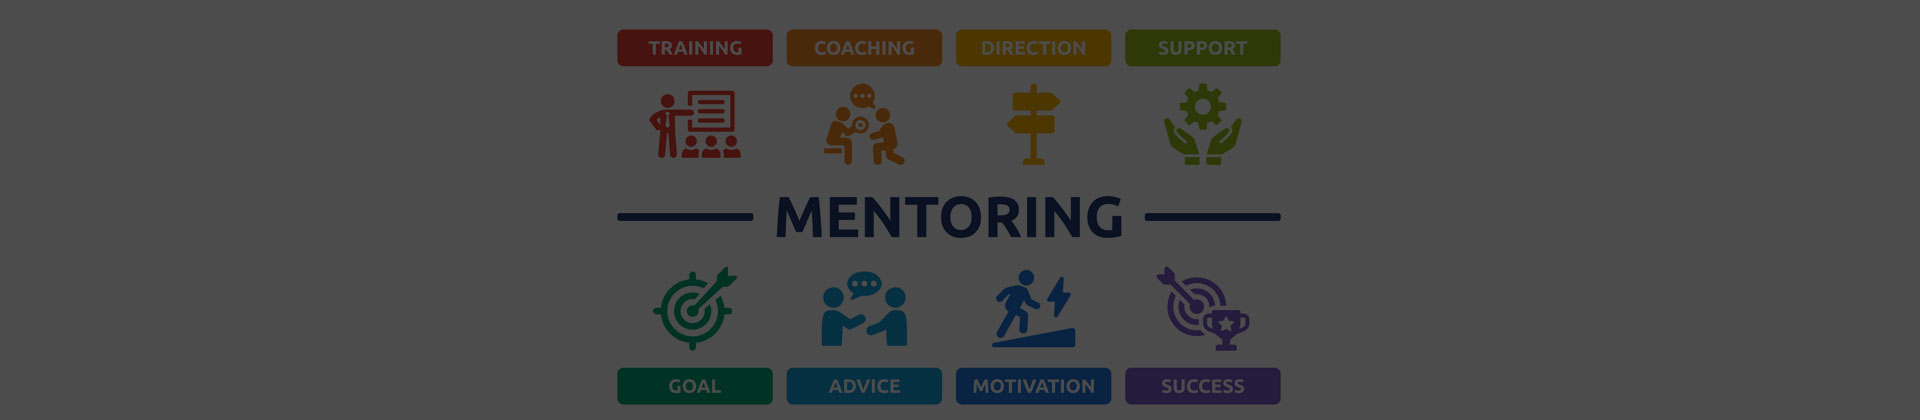 TRAINING COACHING DIRECTION SUPPORT
MENTORING
GOAL ADVICE MOTIVATION SUCCESS